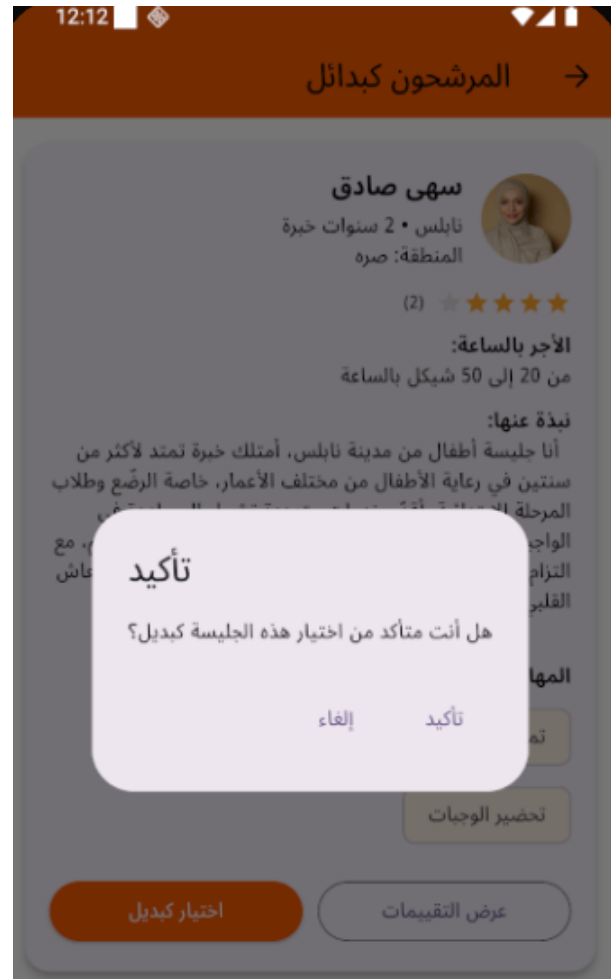 12:12
المرشحون كبدائل
سهى صادق
نابلس • 2 سنوات خبرة
المنطقة: صره
(2)
الأجر بالساعة:
من 20 إلى 50 شيكل بالساعة
نبذة عنها:
أنا جليسة أطفال من مدينة نابلس، أمتلك خبرة تمتد لأكثر من
سنتين في رعاية الأطفال من مختلف الأعمار، خاصة الرضّع وطلاب
المرحلة
مع
التزام
القلبي
تأكيد
هل أنت متأكد من اختيار هذه الجليسة كبديل؟
تأكيد
إلغاء
تحضير الوجبات
عرض التقييمات
اختيار كبديل